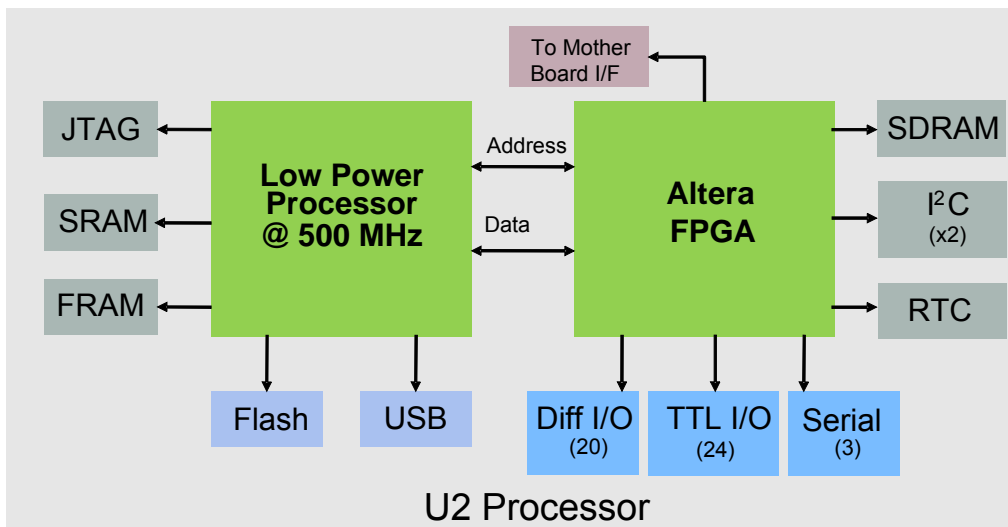 To Mother
Board I/F
JTAG
SRAM
FRAM
Low Power
Processor
@ 500 MHz
Address
Data
Altera
FPGA
SDRAM
I²C
(x2)
RTC
Flash
USB
Diff I/O
(20)
TTL I/O
(24)
Serial
(3)
U2 Processor